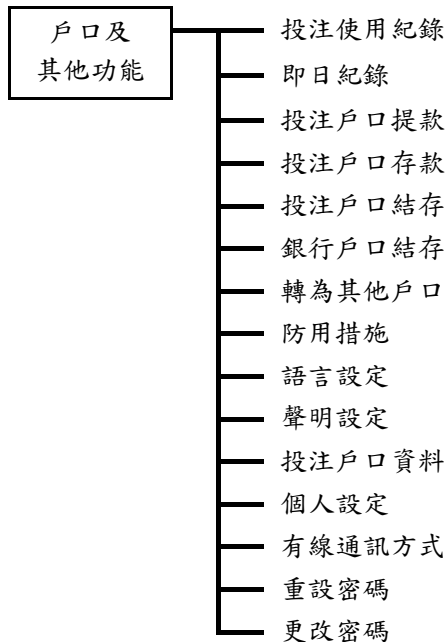 戶口及
其他功能
投注使用紀錄
即日紀錄
投注戶口提款
投注戶口存款
投注戶口結存
銀行戶口結存
轉為其他戶口
防用措施
語言設定
聲明設定
投注戶口資料
個人設定
有線通訊方式
重設密碼
更改密碼